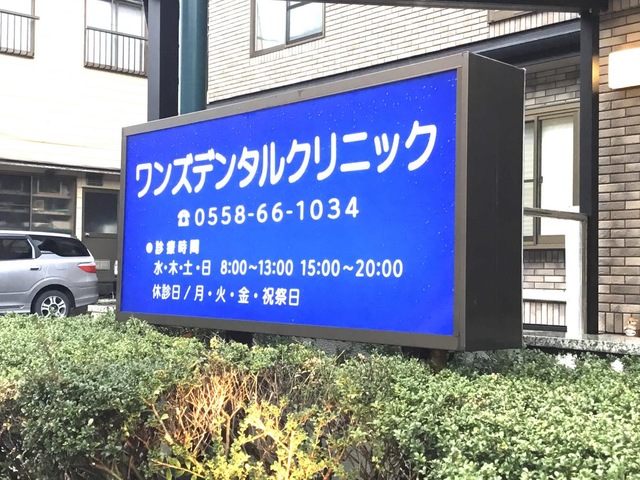 ワンズデンタルクリニック
☎0558-66-1034
●診療時間
水・木・土・日 8:00～13:00 15:00～20:00
休診日/月・火・金・祝祭日